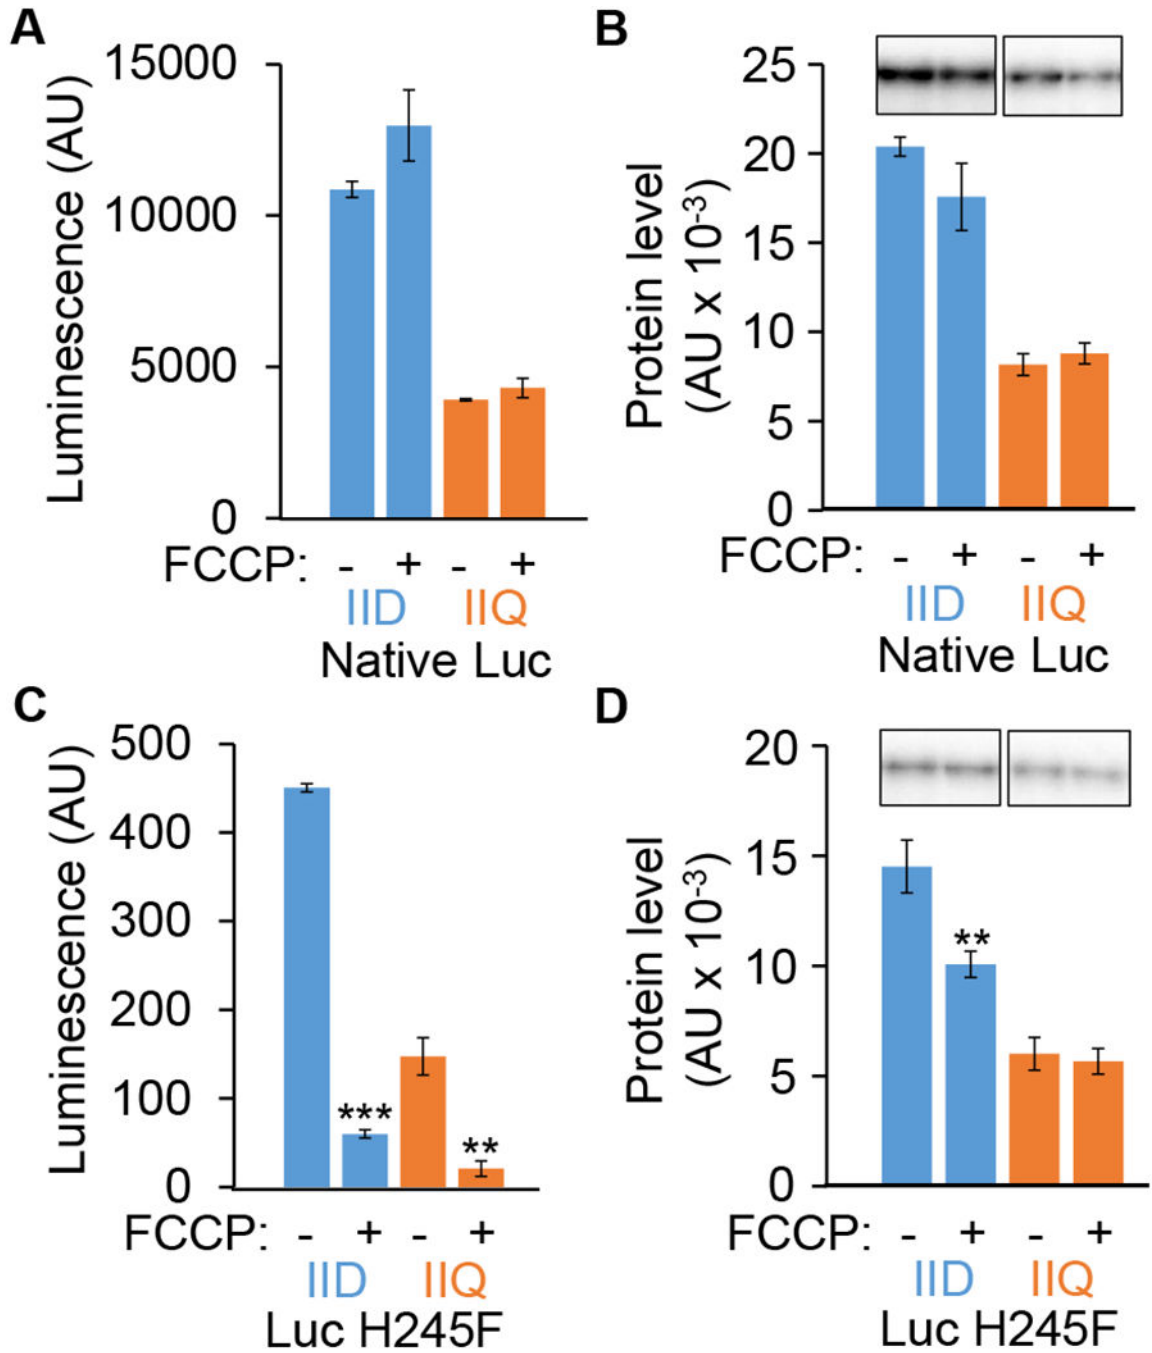 A
Luminescence (AU)
15000
10000
5000
0
FCCP: - + - +
IID IIQ
Native Luc
B
Protein level
(AU x 10⁻³)
25
20
15
10
5
0
FCCP: - + - +
IID IIQ
Native Luc
C
Luminescence (AU)
500
400
300
200
100
0
***
**
FCCP: - + - +
IID IIQ
Luc H245F
D
Protein level
(AU x 10⁻³)
20
15
10
5
0
**
FCCP: - + - +
IID IIQ
Luc H245F